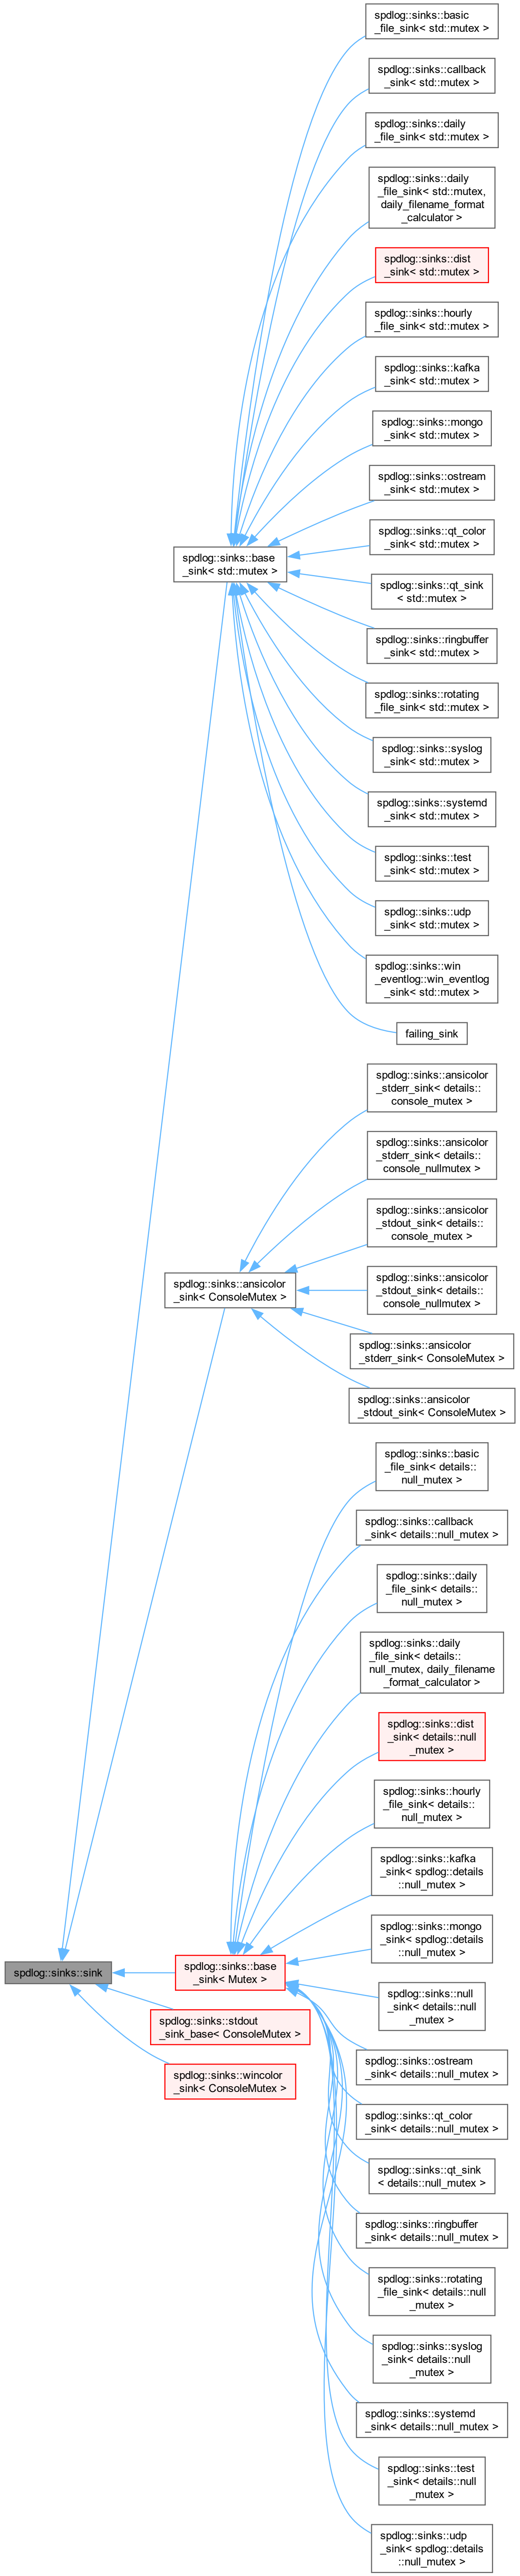 spdlog::sinks::basic
_file_sink< std::mutex >
spdlog::sinks::callback
_sink< std::mutex >
spdlog::sinks::daily
_file_sink< std::mutex >
spdlog::sinks::daily
_file_sink< std::mutex,
daily_filename_format
_calculator >
spdlog::sinks::dist
_sink< std::mutex >
spdlog::sinks::hourly
_file_sink< std::mutex >
spdlog::sinks::kafka
_sink< std::mutex >
spdlog::sinks::mongo
_sink< std::mutex >
spdlog::sinks::ostream
_sink< std::mutex >
spdlog::sinks::qt_color
_sink< std::mutex >
spdlog::sinks::base
_sink< std::mutex >
spdlog::sinks::qt_sink
< std::mutex >
spdlog::sinks::ringbuffer
_sink< std::mutex >
spdlog::sinks::rotating
_file_sink< std::mutex >
spdlog::sinks::syslog
_sink< std::mutex >
spdlog::sinks::systemd
_sink< std::mutex >
spdlog::sinks::test
_sink< std::mutex >
spdlog::sinks::udp
_sink< std::mutex >
spdlog::sinks::win
_eventlog::win_eventlog
_sink< std::mutex >
failing_sink
spdlog::sinks::ansicolor
_stderr_sink< details::
console_mutex >
spdlog::sinks::ansicolor
_stderr_sink< details::
console_nullmutex >
spdlog::sinks::ansicolor
_stdout_sink< details::
console_mutex >
spdlog::sinks::ansicolor
_sink< ConsoleMutex >
spdlog::sinks::ansicolor
_stdout_sink< details::
console_nullmutex >
spdlog::sinks::ansicolor
_stderr_sink< ConsoleMutex >
spdlog::sinks::ansicolor
_stdout_sink< ConsoleMutex >
spdlog::sinks::basic
_file_sink< details::
null_mutex >
spdlog::sinks::callback
_sink< details::null_mutex >
spdlog::sinks::daily
_file_sink< details::
null_mutex >
spdlog::sinks::daily
_file_sink< details::
null_mutex, daily_filename
_format_calculator >
spdlog::sinks::dist
_sink< details::null
_mutex >
spdlog::sinks::hourly
_file_sink< details::
null_mutex >
spdlog::sinks::kafka
_sink< spdlog::details
::null_mutex >
spdlog::sinks::mongo
_sink< spdlog::details
::null_mutex >
spdlog::sinks::sink
spdlog::sinks::base
_sink< Mutex >
spdlog::sinks::null
_sink< details::null
_mutex >
spdlog::sinks::stdout
_sink_base< ConsoleMutex >
spdlog::sinks::ostream
_sink< details::null_mutex >
spdlog::sinks::wincolor
_sink< ConsoleMutex >
spdlog::sinks::qt_color
_sink< details::null_mutex >
spdlog::sinks::qt_sink
< details::null_mutex >
spdlog::sinks::ringbuffer
_sink< details::null_mutex >
spdlog::sinks::rotating
_file_sink< details::null
_mutex >
spdlog::sinks::syslog
_sink< details::null
_mutex >
spdlog::sinks::systemd
_sink< details::null_mutex >
spdlog::sinks::test
_sink< details::null
_mutex >
spdlog::sinks::udp
_sink< spdlog::details
::null_mutex >